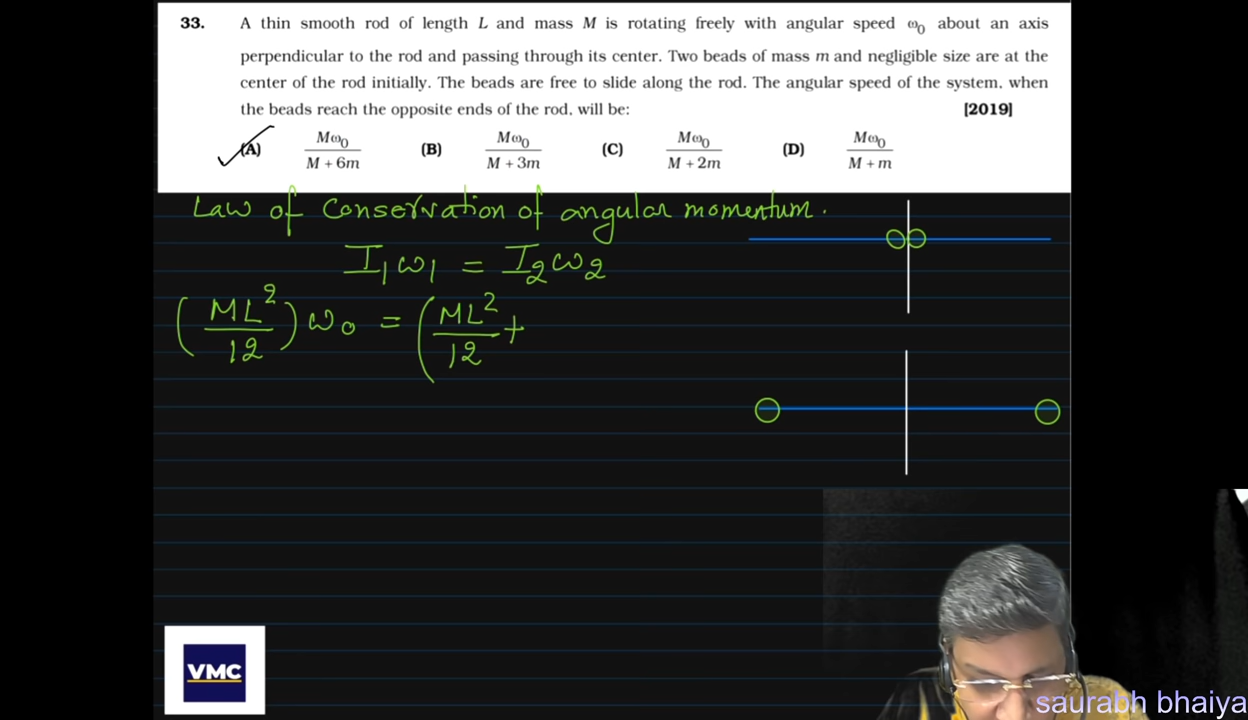 33. A thin smooth rod of length L and mass M is rotating freely with angular speed ω₀ about an axis
perpendicular to the rod and passing through its center. Two beads of mass m and negligible size are at the
center of the rod initially. The beads are free to slide along the rod. The angular speed of the system, when
the beads reach the opposite ends of the rod, will be: [2019]
(A) Mω₀/(M + 6m) (B) Mω₀/(M + 3m) (C) Mω₀/(M + 2m) (D) Mω₀/(M + m)
Law of Conservation of angular momentum.
I₁ω₁ = I₂ω₂
(ML²/12)ω₀ = (ML²/12 +
VMC
saurabh bhaiya